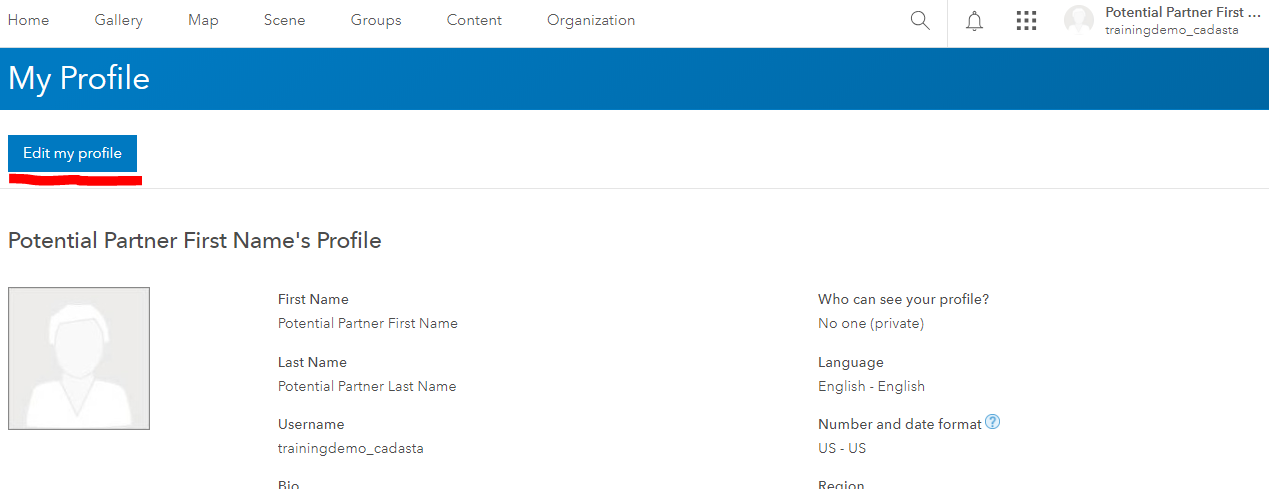 Home Gallery Map Scene Groups Content Organization
Potential Partner First ...
trainingdemo_cadasta
My Profile
Edit my profile
Potential Partner First Name's Profile
First Name
Potential Partner First Name
Last Name
Potential Partner Last Name
Username
trainingdemo_cadasta
Bio
Who can see your profile?
No one (private)
Language
English - English
Number and date format ?
US - US
Region